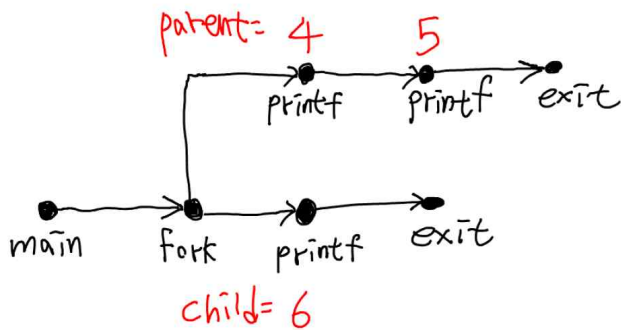 parent= 4 5
printf printf exit
main fork printf exit
child= 6